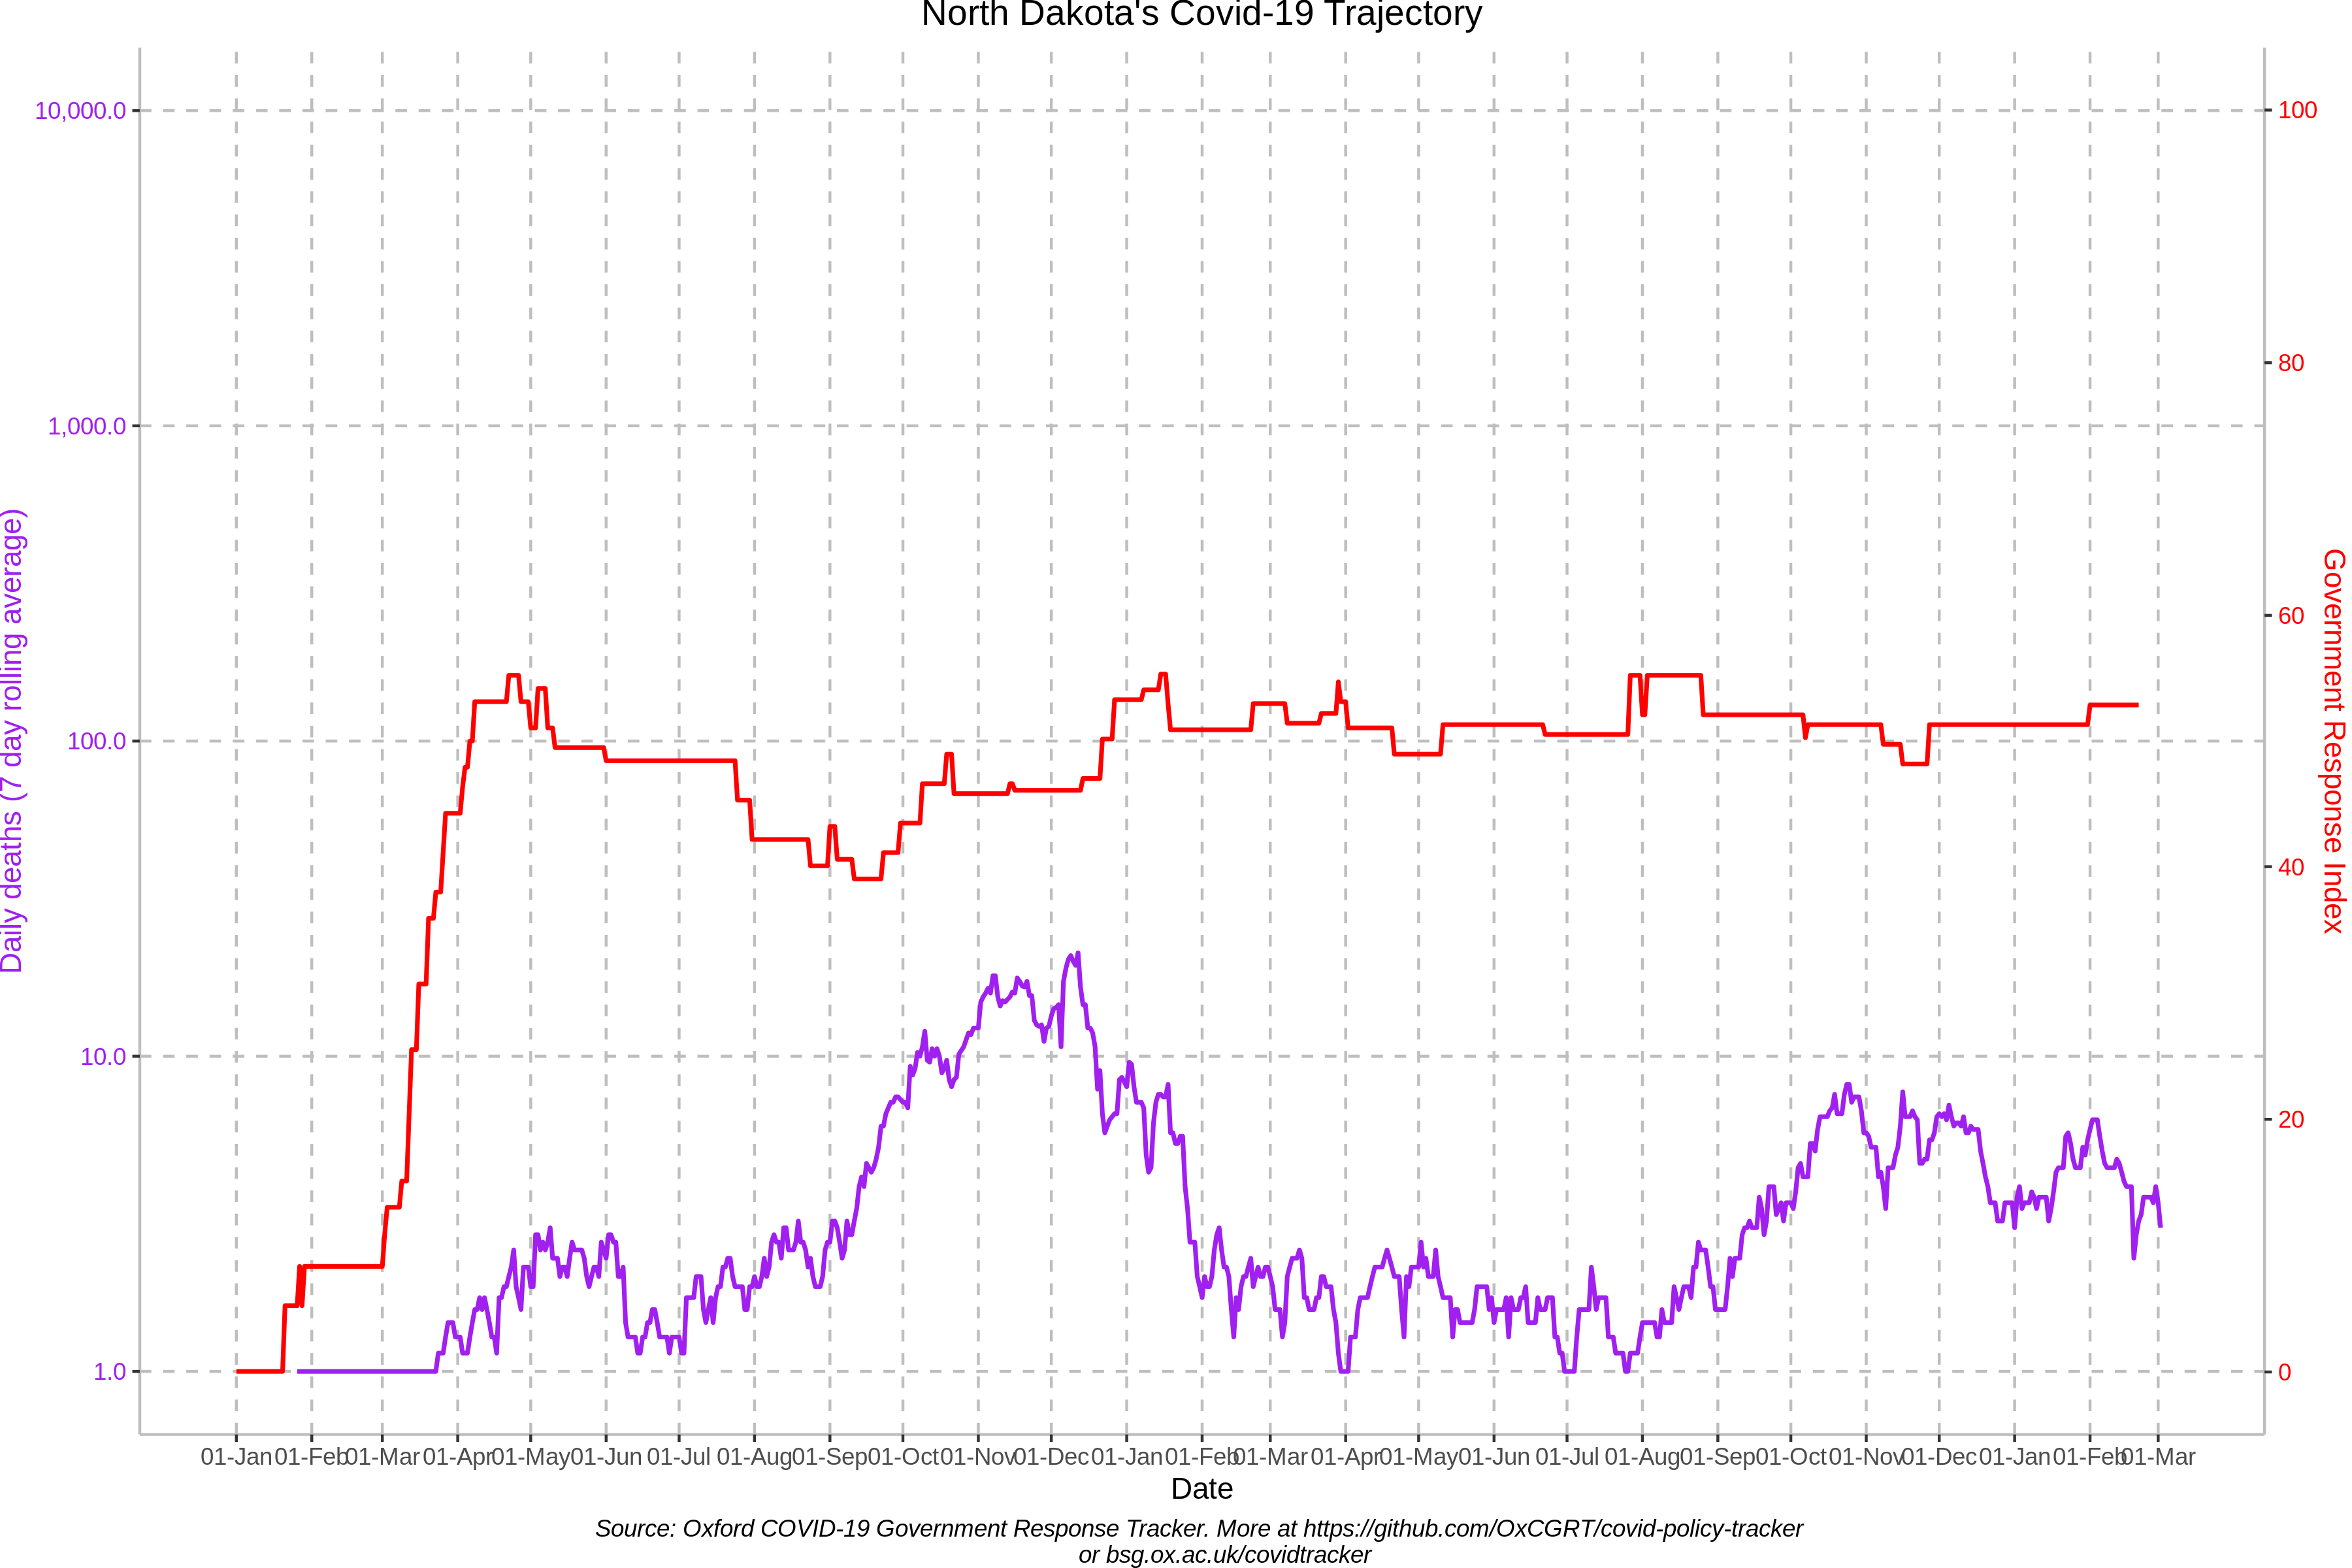 North Dakota's Covid-19 Trajectory
10,000.0
1,000.0
100.0
10.0
1.0
Daily deaths (7 day rolling average)
100
80
60
40
20
0
Government Response Index
01-Jan 01-Feb 01-Mar 01-Apr 01-May 01-Jun 01-Jul 01-Aug 01-Sep 01-Oct 01-Nov 01-Dec 01-Jan 01-Feb 01-Mar 01-Apr 01-May 01-Jun 01-Jul 01-Aug 01-Sep 01-Oct 01-Nov 01-Dec 01-Jan 01-Feb 01-Mar
Date
Source: Oxford COVID-19 Government Response Tracker. More at https://github.com/OxCGRT/covid-policy-tracker
or bsg.ox.ac.uk/covidtracker